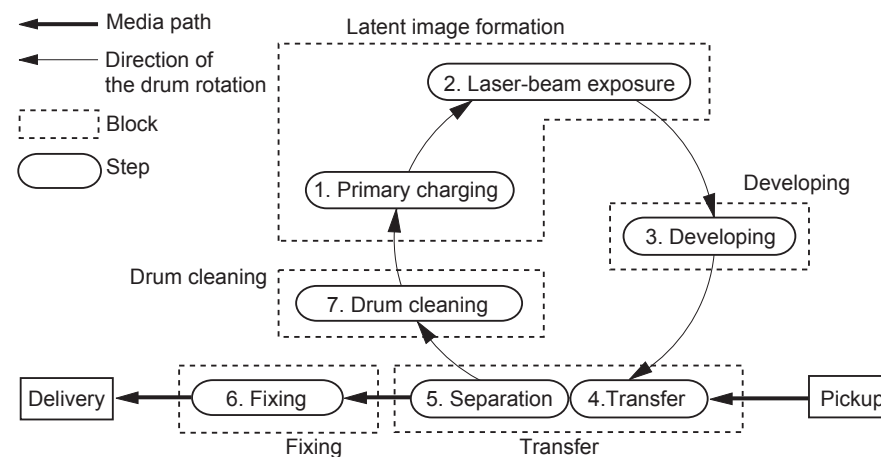 Media path
Direction of
the drum rotation
Block
Step
Latent image formation
2. Laser-beam exposure
1. Primary charging
Developing
3. Developing
Drum cleaning
7. Drum cleaning
Delivery
6. Fixing
5. Separation
4.Transfer
Pickup
Fixing
Transfer